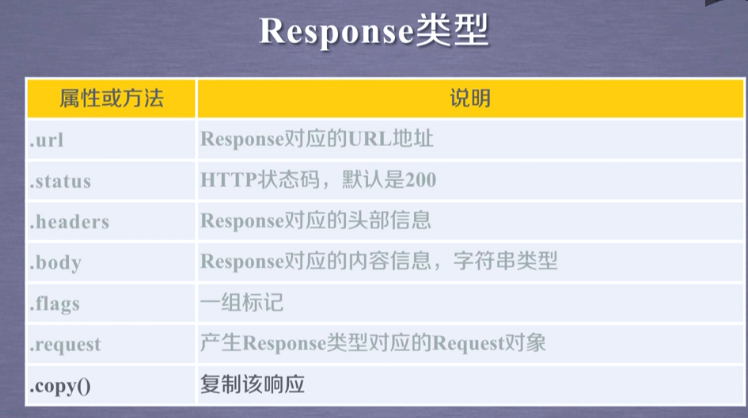 Response类型
属性或方法 说明
.url Response对应的URL地址
.status HTTP状态码，默认是200
.headers Response对应的头部信息
.body Response对应的内容信息，字符串类型
.flags 一组标记
.request 产生Response类型对应的Request对象
.copy() 复制该响应